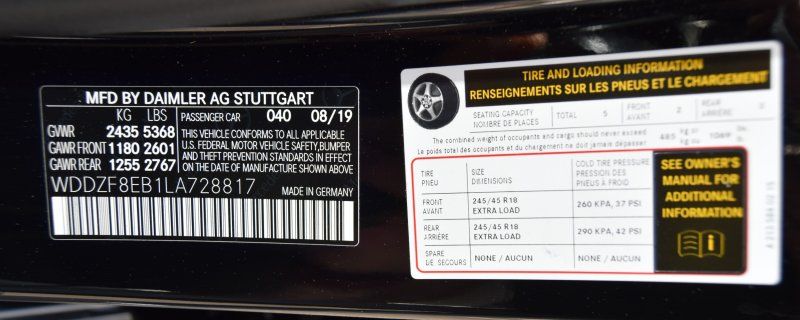 MFD BY DAIMLER AG STUTTGART
KG LBS PASSENGER CAR 040 08/19
GVWR 2435 5368
GAWR FRONT 1180 2601
GAWR REAR 1255 2767
THIS VEHICLE CONFORMS TO ALL APPLICABLE
U.S. FEDERAL MOTOR VEHICLE SAFETY, BUMPER
AND THEFT PREVENTION STANDARDS IN EFFECT
ON THE DATE OF MANUFACTURE SHOWN ABOVE.
WDDZF8EB1LA728817 MADE IN GERMANY
TIRE AND LOADING INFORMATION
RENSEIGNEMENTS SUR LES PNEUS ET LE CHARGEMENT
SEATING CAPACITY
NOMBRE DE PLACES
TOTAL 5
FRONT
AVANT
2
REAR
ARRIÈRE
The combined weight of occupants and cargo should never exceed
Le poids total des occupants et du chargement ne doit jamais dépasser
485 kg
TIRE
PNEU
SIZE
DIMENSIONS
COLD TIRE PRESSURE
PRESSION DES
PNEUS À FROID
FRONT
AVANT
245/45 R18
EXTRA LOAD
260 KPA, 37 PSI
REAR
ARRIÈRE
245/45 R18
EXTRA LOAD
290 KPA, 42 PSI
SPARE
DE SECOURS
NONE / AUCUN
NONE / AUCUN
SEE OWNER'S
MANUAL FOR
ADDITIONAL
INFORMATION